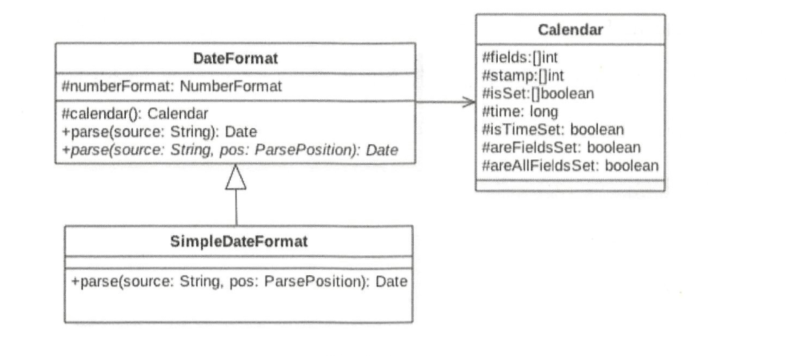 DateFormat
#numberFormat: NumberFormat
#calendar(): Calendar
+parse(source: String): Date
+parse(source: String, pos: ParsePosition): Date
Calendar
#fields:[]int
#stamp:[]int
#isSet:[]boolean
#time: long
#isTimeSet: boolean
#areFieldsSet: boolean
#areAllFieldsSet: boolean
SimpleDateFormat
+parse(source: String, pos: ParsePosition): Date